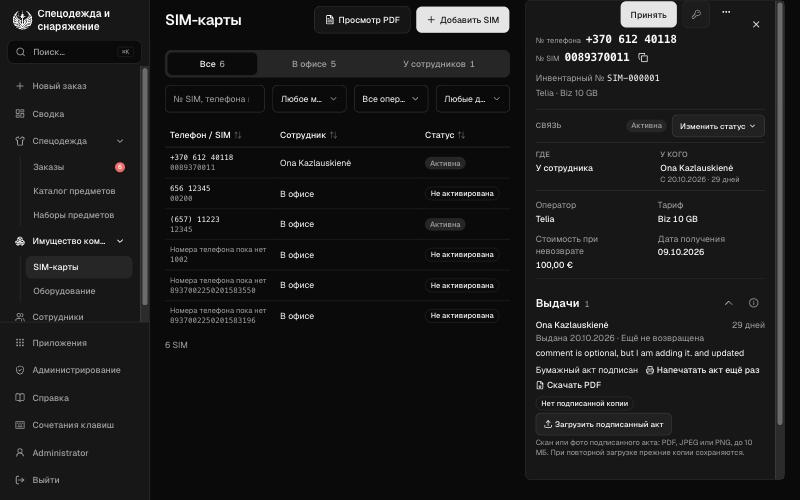 Спецодежда и
снаряжение
Поиск...
⌘K
Новый заказ
Сводка
Спецодежда
Заказы
6
Каталог предметов
Наборы предметов
Имущество ком...
SIM-карты
Оборудование
Сотрудники
Приложения
Администрирование
Справка
Сочетания клавиш
Administrator
Выйти
SIM-карты
Просмотр PDF
+ Добавить SIM
Все 6
В офисе 5
У сотрудников 1
№ SIM, телефона
Любое м...
Все опер...
Любые д...
Телефон / SIM
Сотрудник
Статус
+370 612 40118
0089370011
Ona Kazlauskienė
Активна
656 12345
00200
В офисе
Не активирована
(657) 11223
12345
В офисе
Активна
Номера телефона пока нет
1002
В офисе
Не активирована
Номера телефона пока нет
8937002250201583550
В офисе
Не активирована
Номера телефона пока нет
8937002250201583196
В офисе
Не активирована
6 SIM
Принять
№ телефона +370 612 40118
№ SIM 0089370011
Инвентарный № SIM-000001
Telia · Biz 10 GB
СВЯЗЬ
Активна
Изменить статус
ГДЕ
У сотрудника
У КОГО
Ona Kazlauskienė
С 20.10.2026 · 29 дней
Оператор
Telia
Тариф
Biz 10 GB
Стоимость при
невозврате
100,00 €
Дата получения
09.10.2026
Выдачи 1
Ona Kazlauskienė
29 дней
Выдана 20.10.2026 · Ещё не возвращена
comment is optional, but I am adding it. and updated
Бумажный акт подписан
Напечатать акт ещё раз
Скачать PDF
Нет подписанной копии
Загрузить подписанный акт
Скан или фото подписанного акта: PDF, JPEG или PNG, до 10
МБ. При повторной загрузке прежние копии сохраняются.